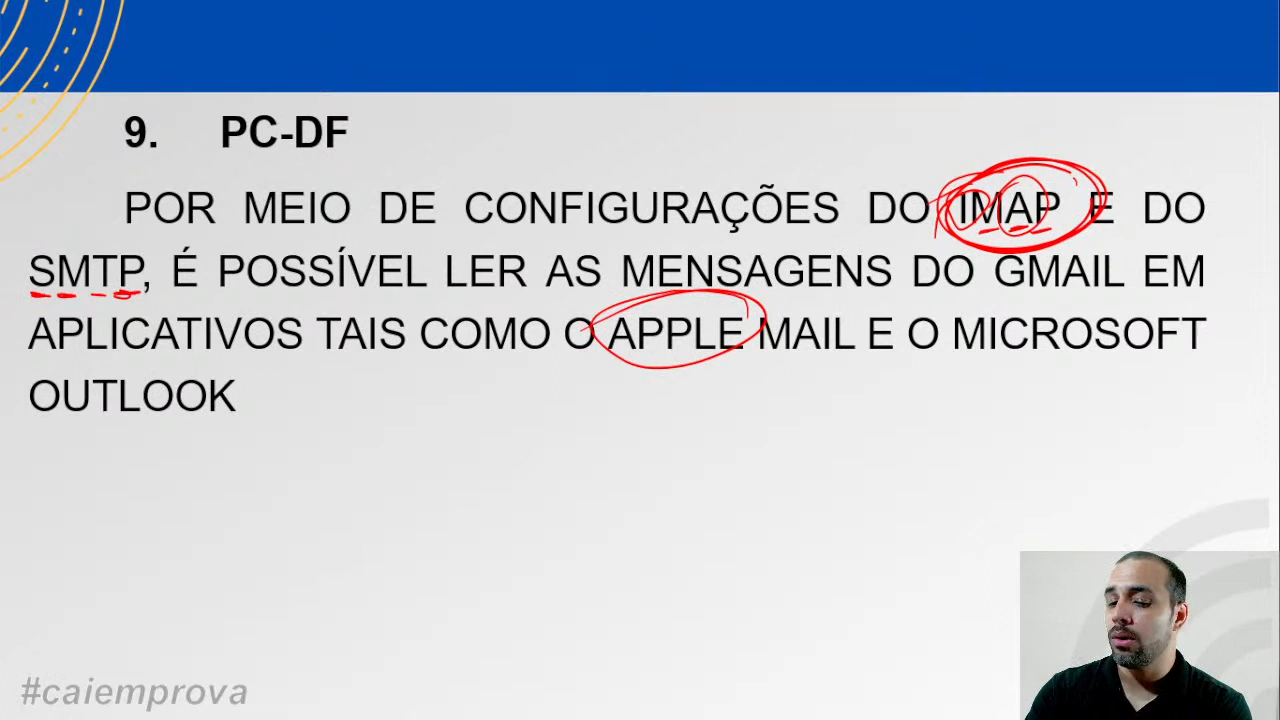 9. PC-DF
POR MEIO DE CONFIGURAÇÕES DO IMAP E DO
SMTP, É POSSÍVEL LER AS MENSAGENS DO GMAIL EM
APLICATIVOS TAIS COMO O APPLE MAIL E O MICROSOFT
OUTLOOK
#caiemprova